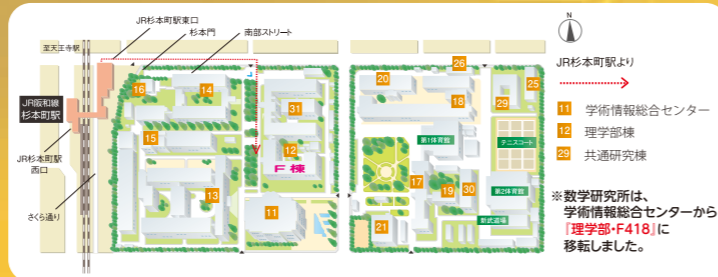 JR杉本町駅東口
杉本門
南部ストリート
至天王寺駅
JR阪和線
杉本町駅
JR杉本町駅
西口
さくら通り
16
14
15
13
31
12
F棟
11
20
26
18
25
29
第1体育館
テニスコート
17
19
30
第2体育館
新武道場
21
N
JR杉本町駅より
11 学術情報総合センター
12 理学部棟
29 共通研究棟
※数学研究所は、
学術情報総合センターから
『理学部・F418』に
移転しました。